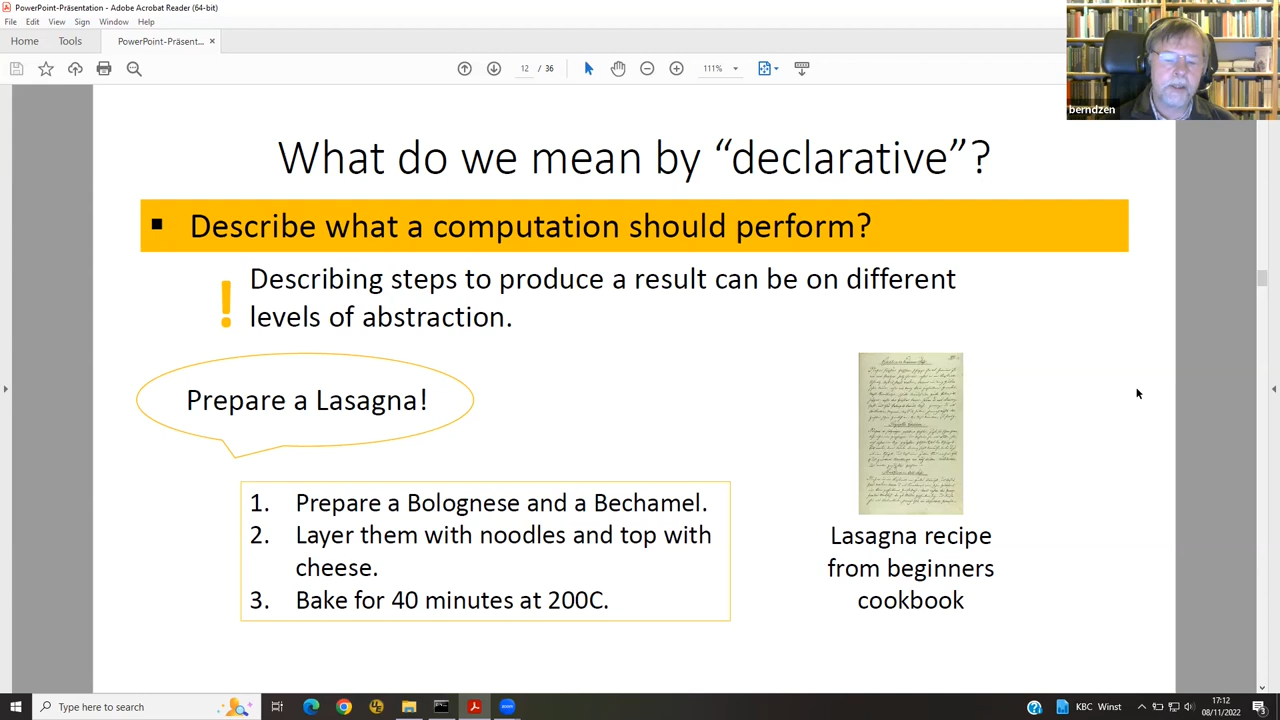 PowerPoint-Präsentation - Adobe Acrobat Reader (64-bit)
File Edit View Sign Window Help
Home Tools PowerPoint-Präsent... ×
12 / 36 111%
berndzen
What do we mean by “declarative”?
▪ Describe what a computation should perform?
! Describing steps to produce a result can be on different
levels of abstraction.
Prepare a Lasagna!
1. Prepare a Bolognese and a Bechamel.
2. Layer them with noodles and top with
cheese.
3. Bake for 40 minutes at 200C.
Lasagna recipe
from beginners
cookbook
Type here to search
KBC Winst
17:12
08/11/2022